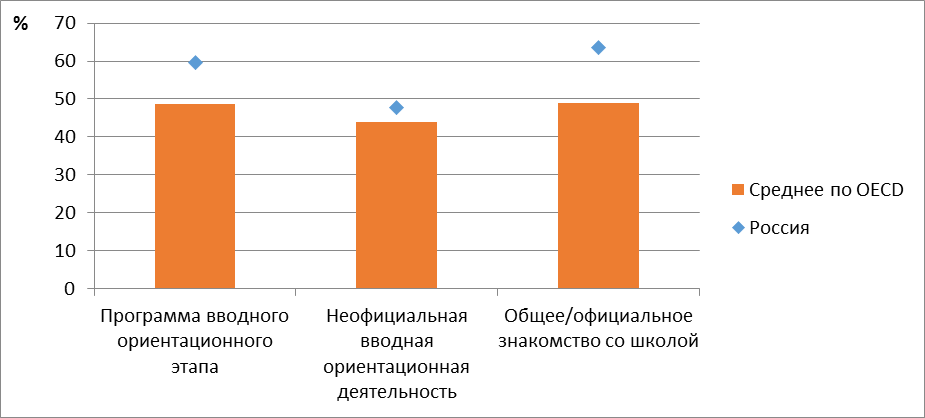 %
70
60
50
40
30
20
10
0
Программа вводного
ориентационного
этапа
Неофициальная
вводная
ориентационная
деятельность
Общее/официальное
знакомство со школой
Среднее по OECD
Россия